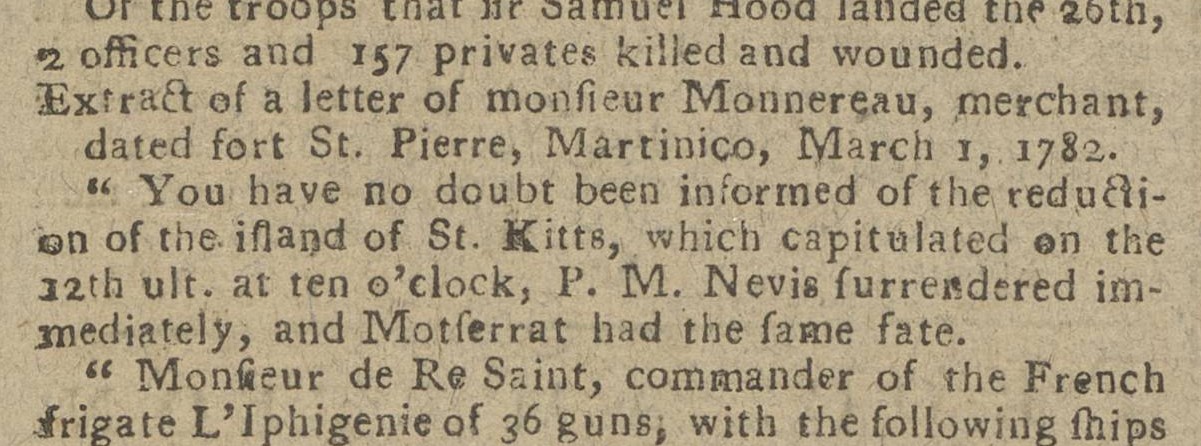 Of the troops that sir Samuel Hood landed the 26th,
2 officers and 157 privates killed and wounded.
Extract of a letter of monſieur Monnereau, merchant,
dated fort St. Pierre, Martinico, March 1, 1782.
“ You have no doubt been informed of the reducti-
on of the iſland of St. Kitts, which capitulated on the
12th ult. at ten o'clock, P. M. Nevis ſurrendered im-
mediately, and Motſerrat had the ſame fate.
“ Monſieur de Re Saint, commander of the French
frigate L'Iphigenie of 36 guns, with the following ſhips